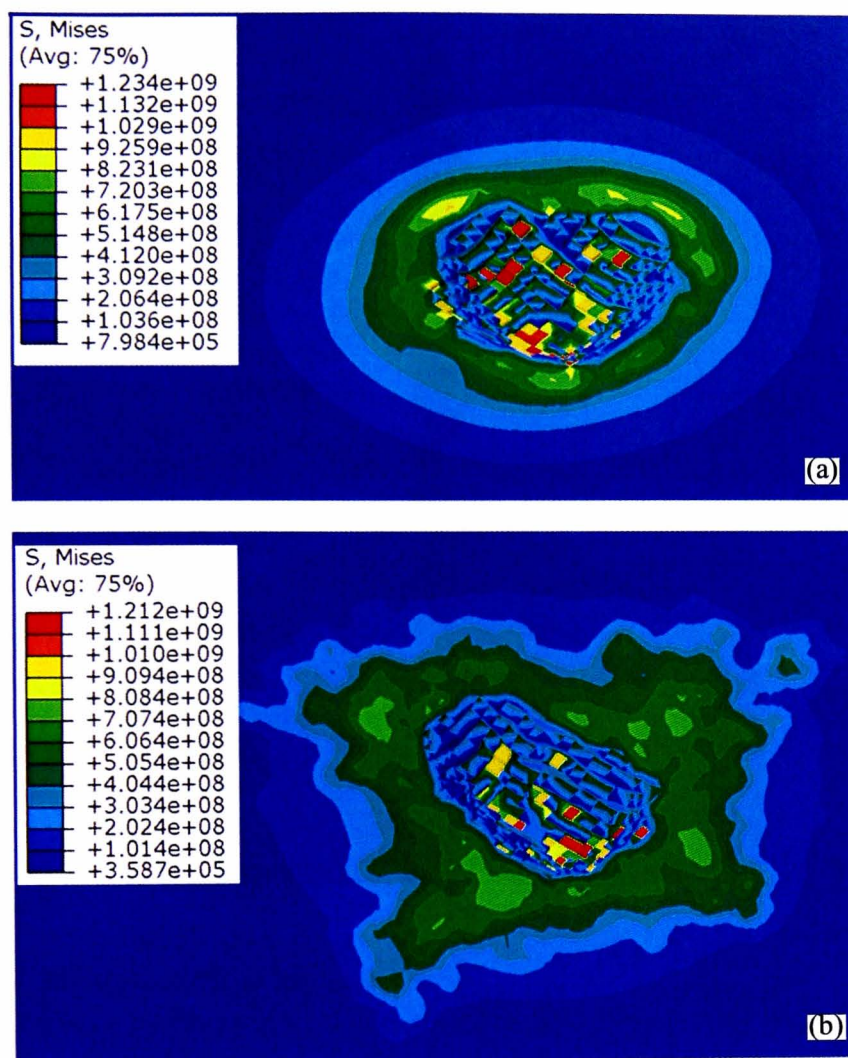 S, Mises
(Avg: 75%)
+1.234e+09
+1.132e+09
+1.029e+09
+9.259e+08
+8.231e+08
+7.203e+08
+6.175e+08
+5.148e+08
+4.120e+08
+3.092e+08
+2.064e+08
+1.036e+08
+7.984e+05
(a)
S, Mises
(Avg: 75%)
+1.212e+09
+1.111e+09
+1.010e+09
+9.094e+08
+8.084e+08
+7.074e+08
+6.064e+08
+5.054e+08
+4.044e+08
+3.034e+08
+2.024e+08
+1.014e+08
+3.587e+05
(b)